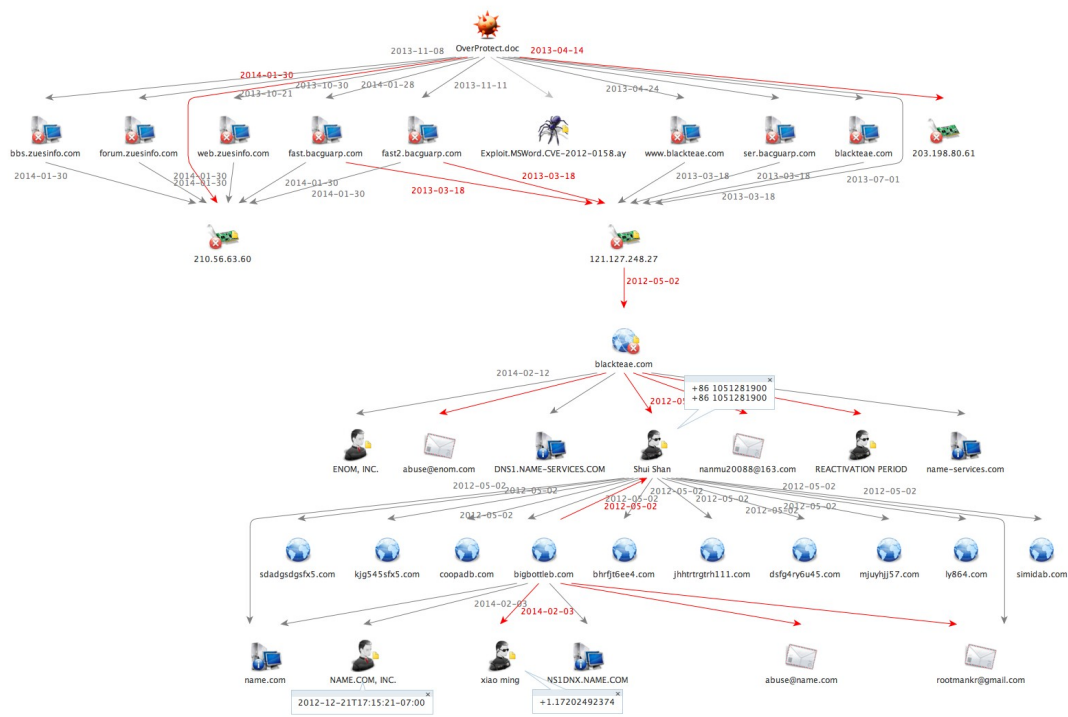 OverProtect.doc
2013-11-08
2013-04-14
2014-01-30
2013-10-30
2014-01-28
2013-10-21
2013-11-11
2013-04-24
bbs.zuesinfo.com
forum.zuesinfo.com
web.zuesinfo.com
fast.bacguarp.com
fast2.bacguarp.com
Exploit.MSWord.CVE-2012-0158.ay
www.blackteae.com
ser.bacguarp.com
blackteae.com
203.198.80.61
2014-01-30
2014-01-30
2014-01-30
2014-01-30
2014-01-30
2013-03-18
2013-03-18
2013-03-18
2013-03-18
2013-07-01
2013-03-18
210.56.63.60
121.127.248.27
2012-05-02
blackteae.com
2014-02-12
+86 1051281900
+86 1051281900
ENOM, INC.
abuse@enom.com
DNS1.NAME-SERVICES.COM
Shui Shan
nanmu20088@163.com
REACTIVATION PERIOD
name-services.com
2012-05-02
2012-05-02
2012-05-02
2012-05-02
2012-05-02
2012-05-02
2012-05-02
2012-05-02
2012-05-02
2012-05-02
2012-05-02
2012-05-02
sdadgsdgsfx5.com
kjg545sfx5.com
coopadb.com
bigbottleb.com
bhrfjt6ee4.com
jhhtrtrgtrh111.com
dsfg4ry6u45.com
mjuyhjj57.com
ly864.com
simidab.com
2014-02-03
2014-02-03
name.com
NAME.COM, INC.
xiao ming
NS1DNX.NAME.COM
abuse@name.com
rootmankr@gmail.com
2012-12-21T17:15:21-07:00
+1.17202492374